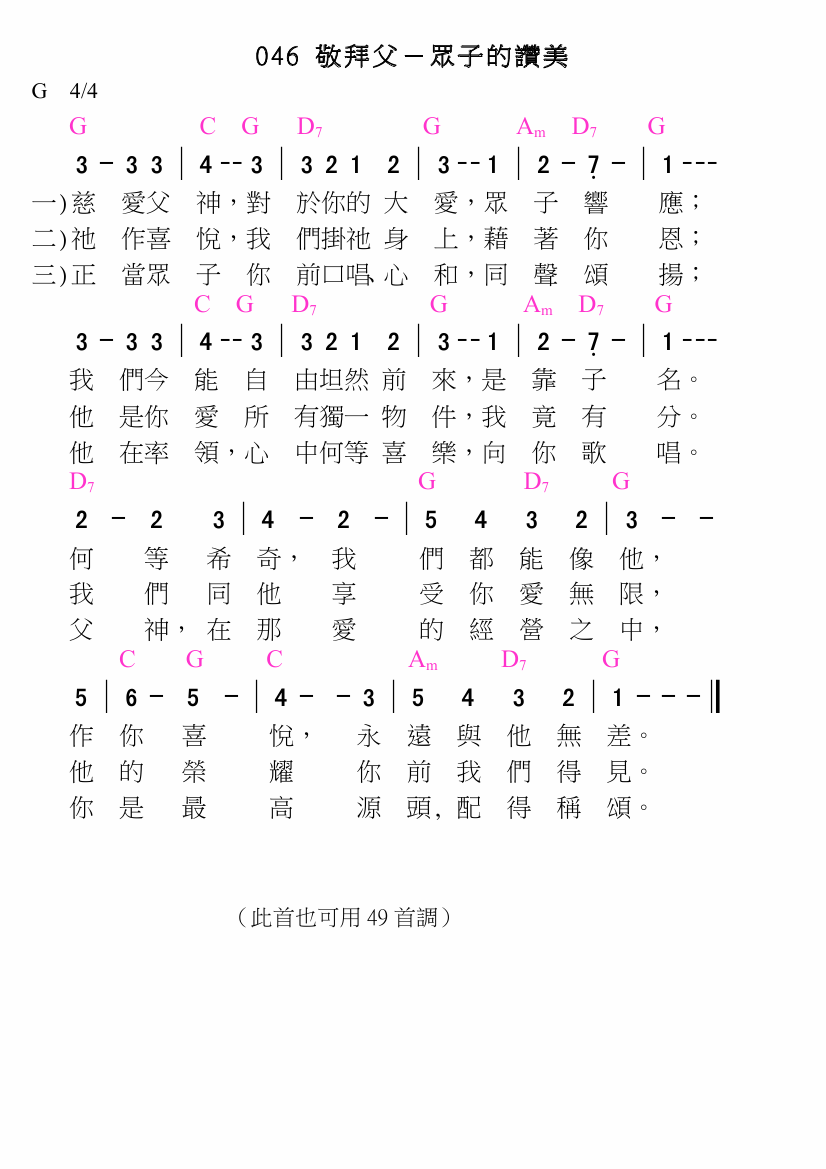 046 敬拜父－眾子的讚美
G 4/4
G C G D7 G Am D7 G
3 - 3 3 | 4 - - 3 | 3 2 1 2 | 3 - - 1 | 2 - 7̣ - | 1 - - -
一)慈 愛父 神，對 於你的 大 愛，眾 子 響 應；
二)祂 作喜 悅，我 們掛祂 身 上，藉 著 你 恩；
三)正 當眾 子 你 前口唱、心 和，同 聲 頌 揚；
C G D7 G Am D7 G
3 - 3 3 | 4 - - 3 | 3 2 1 2 | 3 - - 1 | 2 - 7̣ - | 1 - - -
我 們今 能 自 由坦然 前 來，是 靠 子 名。
他 是你 愛 所 有獨一 物 件，我 竟 有 分。
他 在率 領，心 中何等 喜 樂，向 你 歌 唱。
D7 G D7 G
2 - 2 3 | 4 - 2 - | 5 4 3 2 | 3 - -
何 等 希 奇， 我 們 都 能 像 他，
我 們 同 他 享 受 你 愛 無 限，
父 神， 在 那 愛 的 經 營 之 中，
C G C Am D7 G
5 | 6 - 5 - | 4 - - 3 | 5 4 3 2 | 1 - - - ‖
作 你 喜 悅， 永 遠 與 他 無 差。
他 的 榮 耀 你 前 我 們 得 見。
你 是 最 高 源 頭, 配 得 稱 頌。
（此首也可用 49 首調）